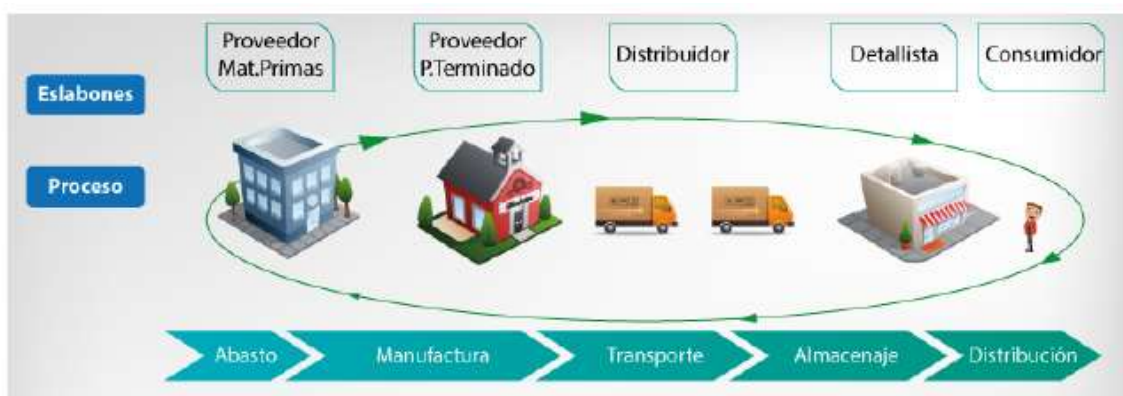 Proveedor
Mat.Primas
Proveedor
P.Terminado
Distribuidor
Detallista
Consumidor
Eslabones
Proceso
Abasto
Manufactura
Transporte
Almacenaje
Distribución